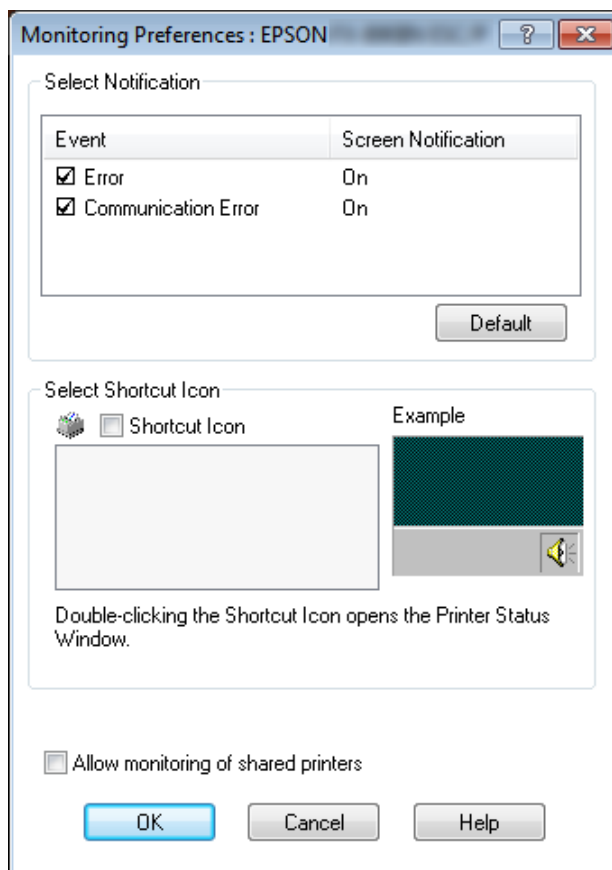 Monitoring Preferences : EPSON
Select Notification
Event Screen Notification
Error On
Communication Error On
Default
Select Shortcut Icon
Shortcut Icon
Example
Double-clicking the Shortcut Icon opens the Printer Status
Window.
Allow monitoring of shared printers
OK Cancel Help